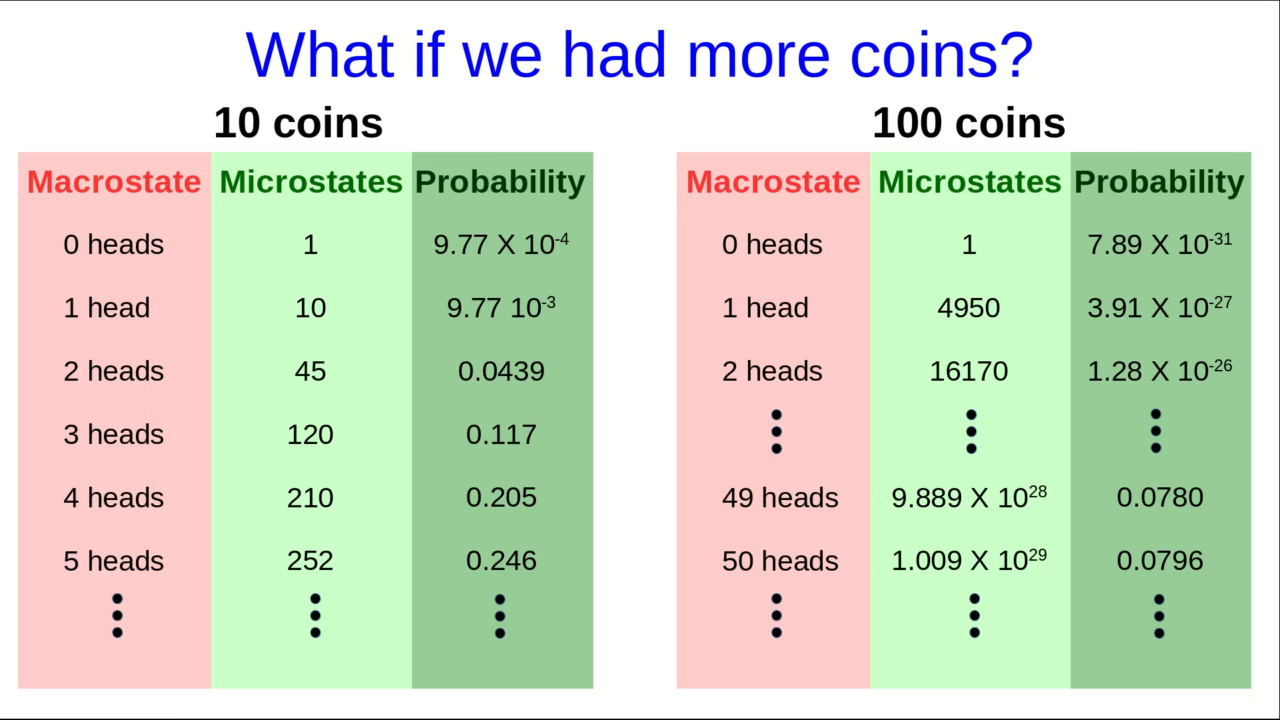 What if we had more coins?
10 coins
Macrostate Microstates Probability
0 heads 1 9.77 X 10⁻⁴
1 head 10 9.77 10⁻³
2 heads 45 0.0439
3 heads 120 0.117
4 heads 210 0.205
5 heads 252 0.246
100 coins
Macrostate Microstates Probability
0 heads 1 7.89 X 10⁻³¹
1 head 4950 3.91 X 10⁻²⁷
2 heads 16170 1.28 X 10⁻²⁶
49 heads 9.889 X 10²⁸ 0.0780
50 heads 1.009 X 10²⁹ 0.0796